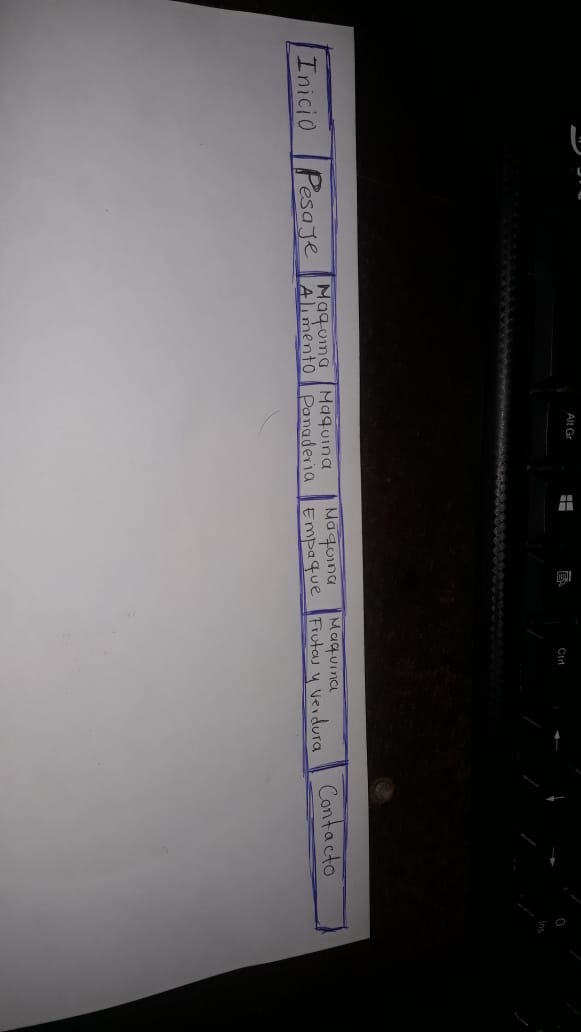 Alt Gr
Ctrl
0
Ins
Inicio
Pesaje
Maquina
Alimento
Maquina
Panaderia
Maquina
Empaque
Maquina
Frutas y Verdura
Contacto